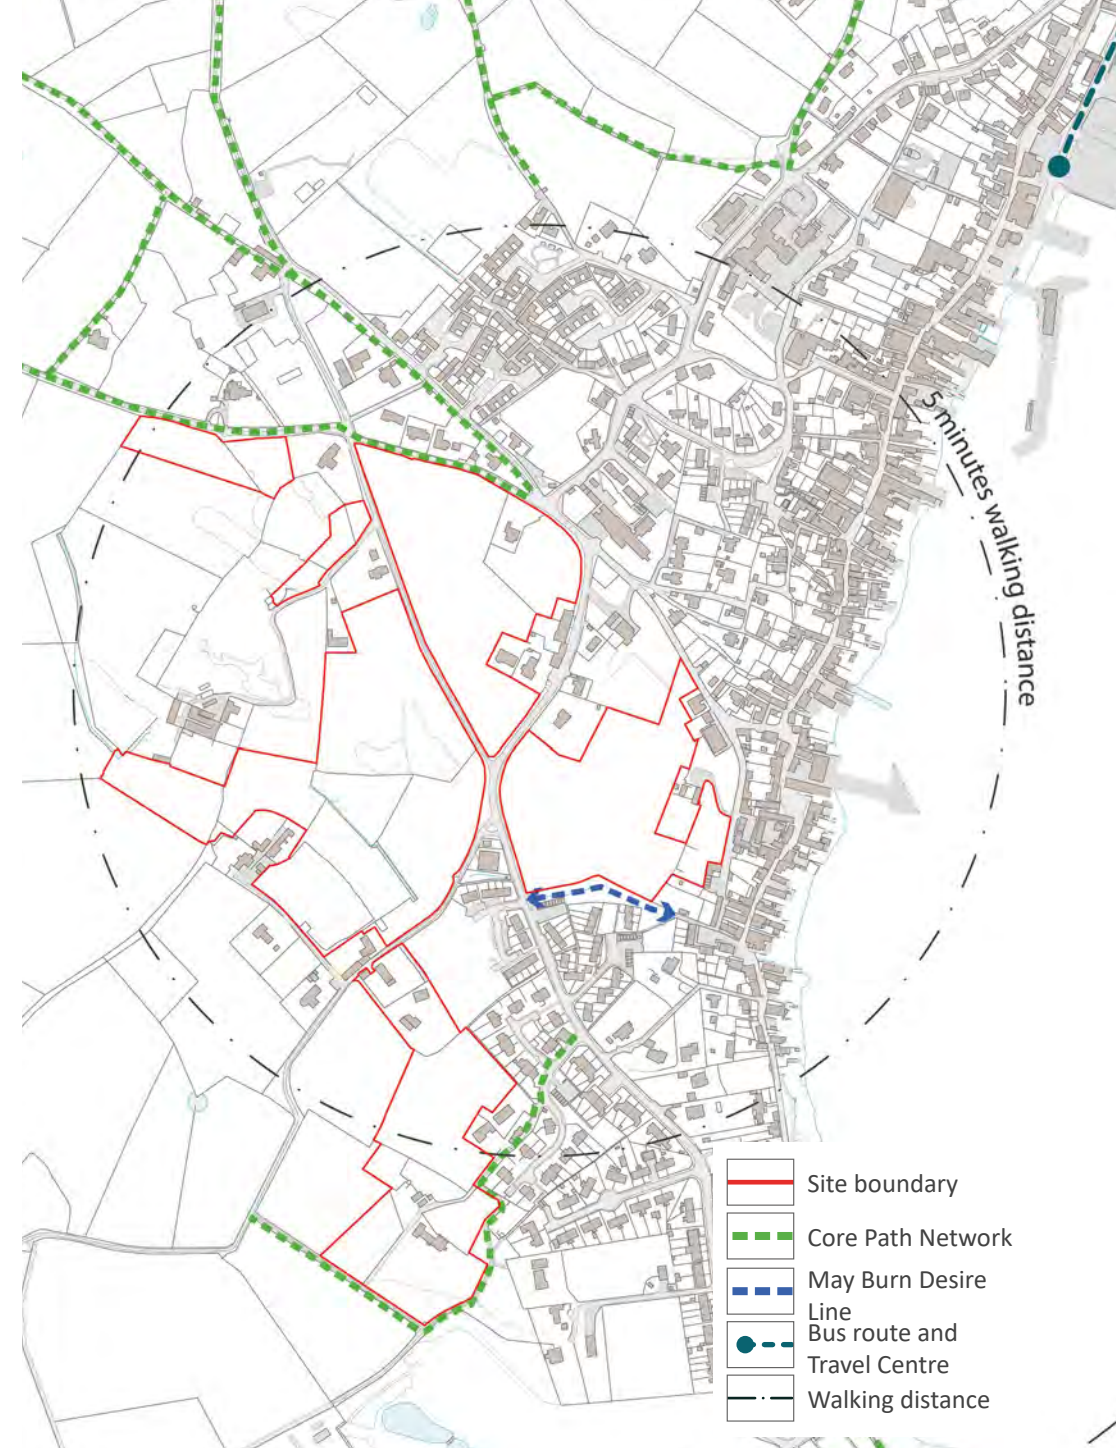 5 minutes walking distance
Site boundary
Core Path Network
May Burn Desire
Line
Bus route and
Travel Centre
Walking distance